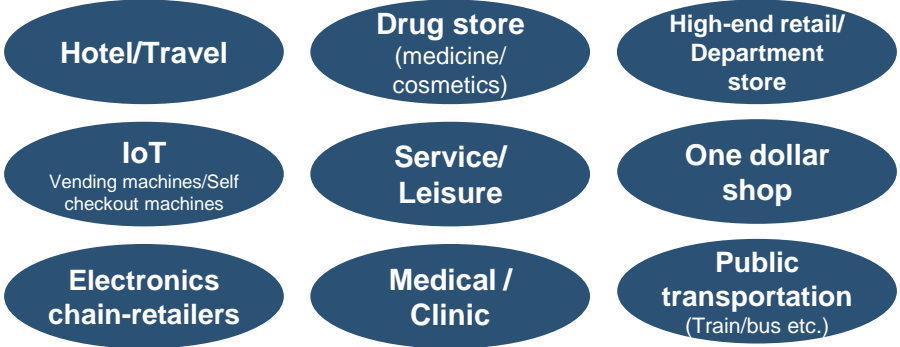 Hotel/Travel
Drug store
(medicine/
cosmetics)
High-end retail/
Department
store
IoT
Vending machines/Self
checkout machines
Service/
Leisure
One dollar
shop
Electronics
chain-retailers
Medical /
Clinic
Public
transportation
(Train/bus etc.)